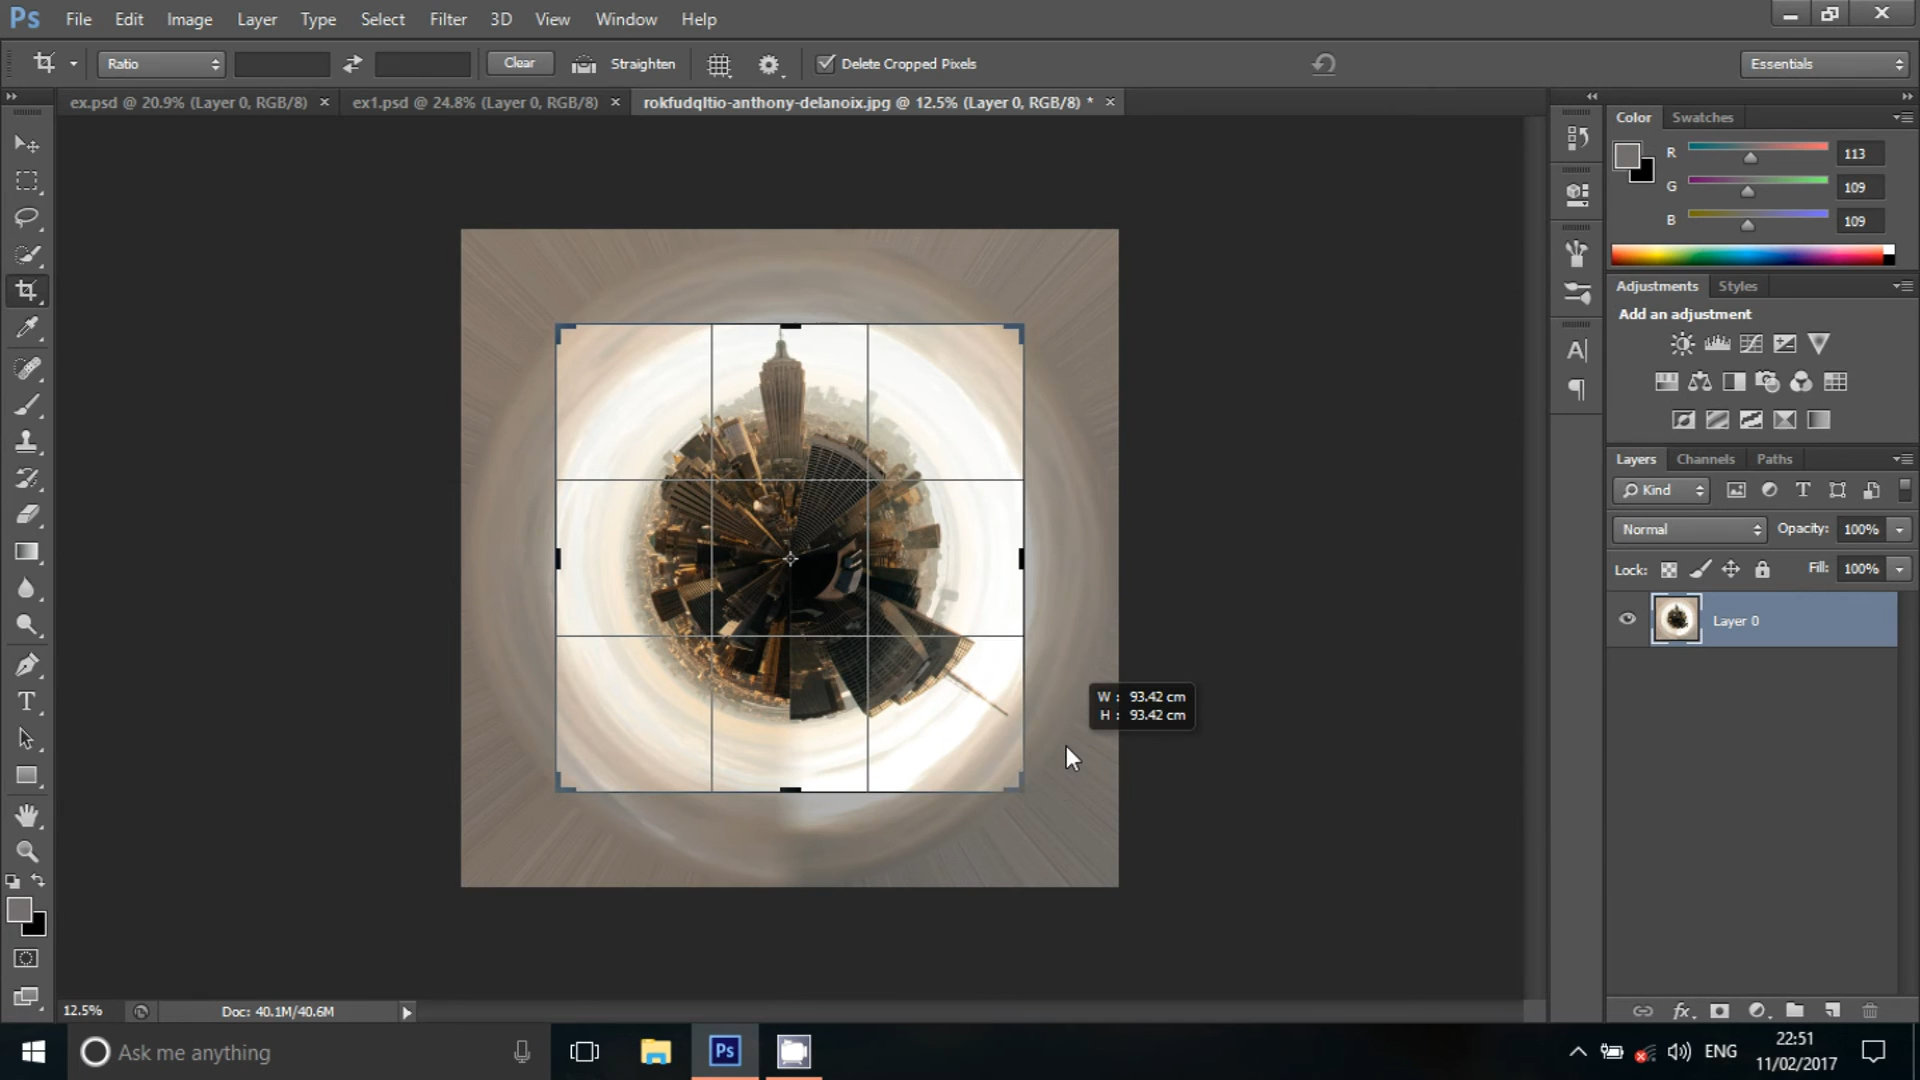 Ps File Edit Image Layer Type Select Filter 3D View Window Help
Ratio Clear Straighten Delete Cropped Pixels Essentials
ex.psd @ 20.9% (Layer 0, RGB/8) × ex1.psd @ 24.8% (Layer 0, RGB/8) × rokfudqltio-anthony-delanoix.jpg @ 12.5% (Layer 0, RGB/8) * ×
Color Swatches
R 113
G 109
B 109
Adjustments Styles
Add an adjustment
Layers Channels Paths
Kind
Normal Opacity: 100%
Lock: Fill: 100%
Layer 0
W : 93.42 cm
H : 93.42 cm
12.5% Doc: 40.1M/40.6M
Ask me anything
Ps
ENG
22:51
11/02/2017